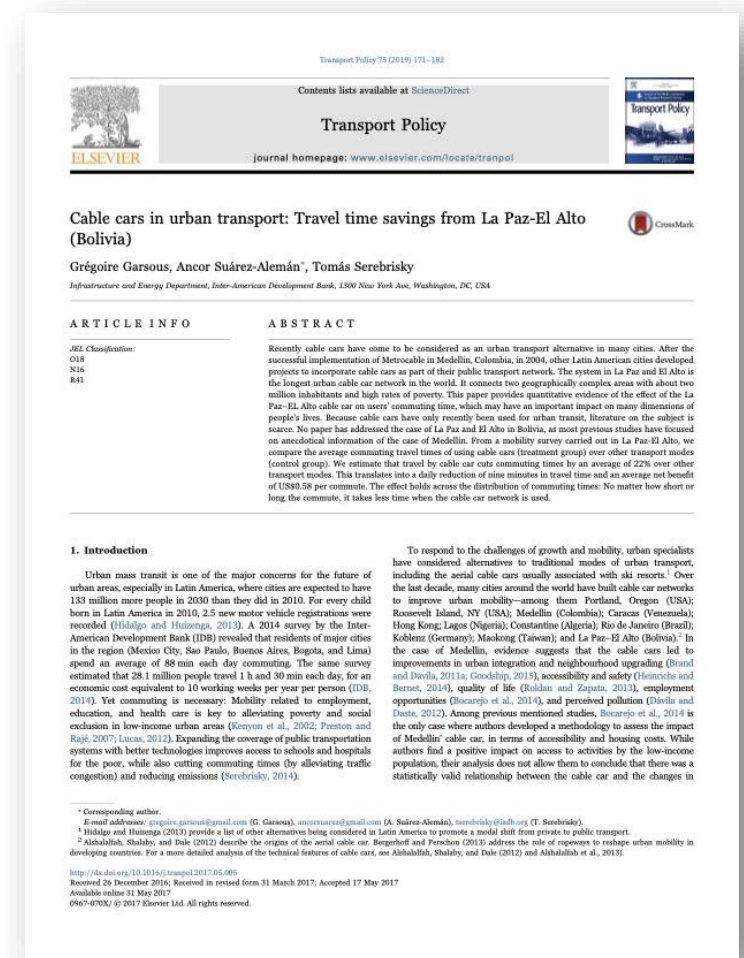 Transport Policy 75 (2019) 171–182
Contents lists available at ScienceDirect
Transport Policy
journal homepage: www.elsevier.com/locate/tranpol
ELSEVIER
Transport Policy
Cable cars in urban transport: Travel time savings from La Paz-El Alto
(Bolivia)
CrossMark
Grégoire Garsous, Ancor Suárez-Alemán*, Tomás Serebrisky
Infrastructure and Energy Department, Inter-American Development Bank, 1300 New York Ave, Washington, DC, USA
ARTICLE INFO
JEL Classification:
O18
N16
R41
ABSTRACT
Recently cable cars have come to be considered as an urban transport alternative in many cities. After the
successful implementation of Metrocable in Medellin, Colombia, in 2004, other Latin American cities developed
projects to incorporate cable cars as part of their public transport network. The system in La Paz and El Alto is
the longest urban cable car network in the world. It connects two geographically complex areas with about two
million inhabitants and high rates of poverty. This paper provides quantitative evidence of the effect of the La
Paz–EL Alto cable car on users' commuting time, which may have an important impact on many dimensions of
people's lives. Because cable cars have only recently been used for urban transit, literature on the subject is
scarce. No paper has addressed the case of La Paz and El Alto in Bolivia, as most previous studies have focused
on anecdotical information of the case of Medellin. From a mobility survey carried out in La Paz-El Alto, we
compare the average commuting travel times of using cable cars (treatment group) over other transport modes
(control group). We estimate that travel by cable car cuts commuting times by an average of 22% over other
transport modes. This translates into a daily reduction of nine minutes in travel time and an average net benefit
of US$0.58 per commute. The effect holds across the distribution of commuting times: No matter how short or
long the commute, it takes less time when the cable car network is used.
1. Introduction
Urban mass transit is one of the major concerns for the future of
urban areas, especially in Latin America, where cities are expected to have
133 million more people in 2030 than they did in 2010. For every child
born in Latin America in 2010, 2.5 new motor vehicle registrations were
recorded (Hidalgo and Huizenga, 2013). A 2014 survey by the Inter-
American Development Bank (IDB) revealed that residents of major cities
in the region (Mexico City, Sao Paulo, Buenos Aires, Bogota, and Lima)
spend an average of 88 min each day commuting. The same survey
estimated that 28.1 million people travel 1 h and 30 min each day, for an
economic cost equivalent to 10 working weeks per year per person (IDB,
2014). Yet commuting is necessary: Mobility related to employment,
education, and health care is key to alleviating poverty and social
exclusion in low-income areas (Kenyon et al., 2002; Preston and
Rajé, 2007; Lucas, 2012). Expanding the coverage of public transportation
systems with better technologies improves access to schools and hospitals
for the poor, while also cutting commuting times (by alleviating traffic
congestion) and reducing emissions (Serebrisky, 2014).
To respond to the challenges of growth and mobility, urban specialists
have considered alternatives to traditional modes of urban transport,
including the aerial cable cars usually associated with ski resorts.1 Over
the last decade, many cities around the world have built cable car networks
to improve urban mobility—among them Portland, Oregon (USA);
Roosevelt Island, NY (USA); Medellin (Colombia); Caracas (Venezuela);
Hong Kong; Lagos (Nigeria); Constantine (Algeria); Rio de Janeiro (Brazil);
Koblenz (Germany); Maokong (Taiwan); and La Paz–El Alto (Bolivia).2 In
the case of Medellin, evidence suggests that the cable cars led to
improvements in urban integration and neighbourhood upgrading (Brand
and Davila, 2011a; Goodship, 2015), accessibility and safety (Heinrichs and
Bernet, 2014), quality of life (Roldan and Zapata, 2013), employment
opportunities (Bocarejo et al., 2014), and perceived pollution (Dávila and
Daste, 2012). Among previous mentioned studies, Bocarejo et al., 2014 is
the only case where authors developed a methodology to assess the impact
of Medellin' cable car, in terms of accessibility and housing costs. While
authors find a positive impact on access to activities by the low-income
population, their analysis does not allow them to conclude that there was a
statistically valid relationship between the cable car and the changes in
* Corresponding author.
E-mail addresses: gregoire.garsous@gmail.com (G. Garsous), ancorsuarez@gmail.com (A. Suárez-Alemán), tserebrisky@iadb.org (T. Serebrisky).
1 Hidalgo and Huizenga (2013) provide a list of other alternatives being considered in Latin America to promote a modal shift from private to public transport.
2 Alshalalfah, Shalaby, and Dale (2012) describe the origins of the aerial cable car. Bergerhoff and Perschon (2013) address the role of ropeways to reshape urban mobility in
developing countries. For a more detailed analysis of the technical features of cable cars, see Alshalalfah, Shalaby, and Dale (2012) and Alshalalfah et al., 2013).
http://dx.doi.org/10.1016/j.tranpol.2017.05.005
Received 26 December 2016; Received in revised form 31 March 2017; Accepted 17 May 2017
Available online 31 May 2017
0967-070X/ © 2017 Elsevier Ltd. All rights reserved.